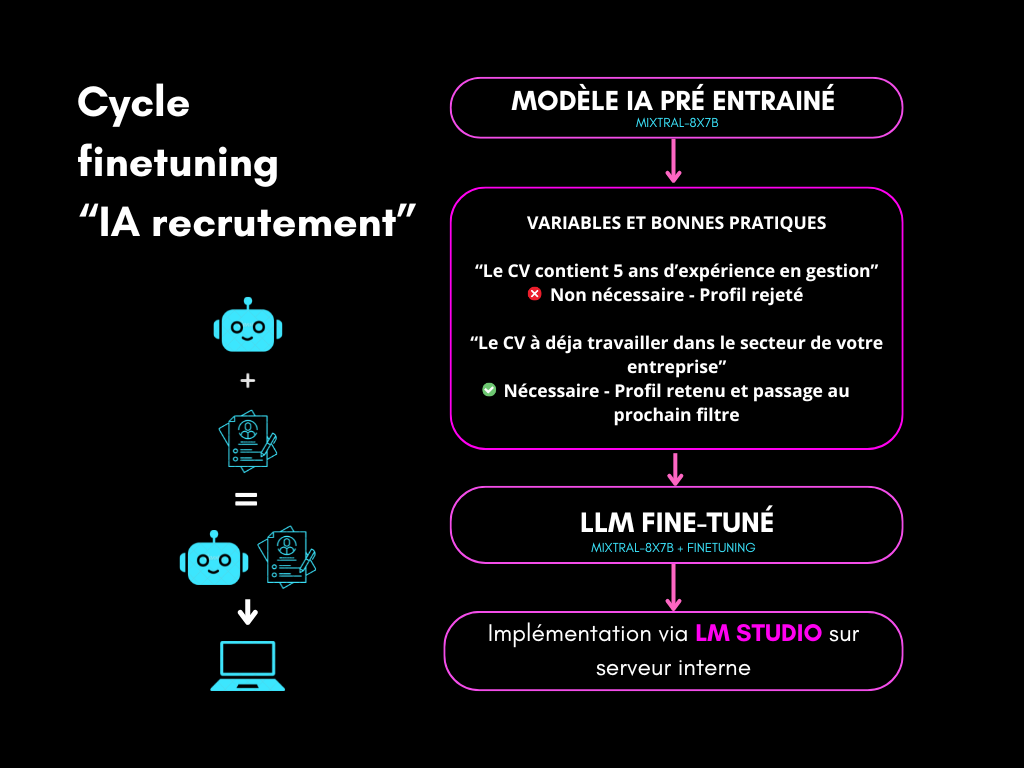 Cycle
finetuning
“IA recrutement”
+
=
MODÈLE IA PRÉ ENTRAINÉ
MIXTRAL-8X7B
VARIABLES ET BONNES PRATIQUES
“Le CV contient 5 ans d’expérience en gestion”
Non nécessaire - Profil rejeté
“Le CV à déja travailler dans le secteur de votre
entreprise”
Nécessaire - Profil retenu et passage au
prochain filtre
LLM FINE-TUNÉ
MIXTRAL-8X7B + FINETUNING
Implémentation via LM STUDIO sur
serveur interne